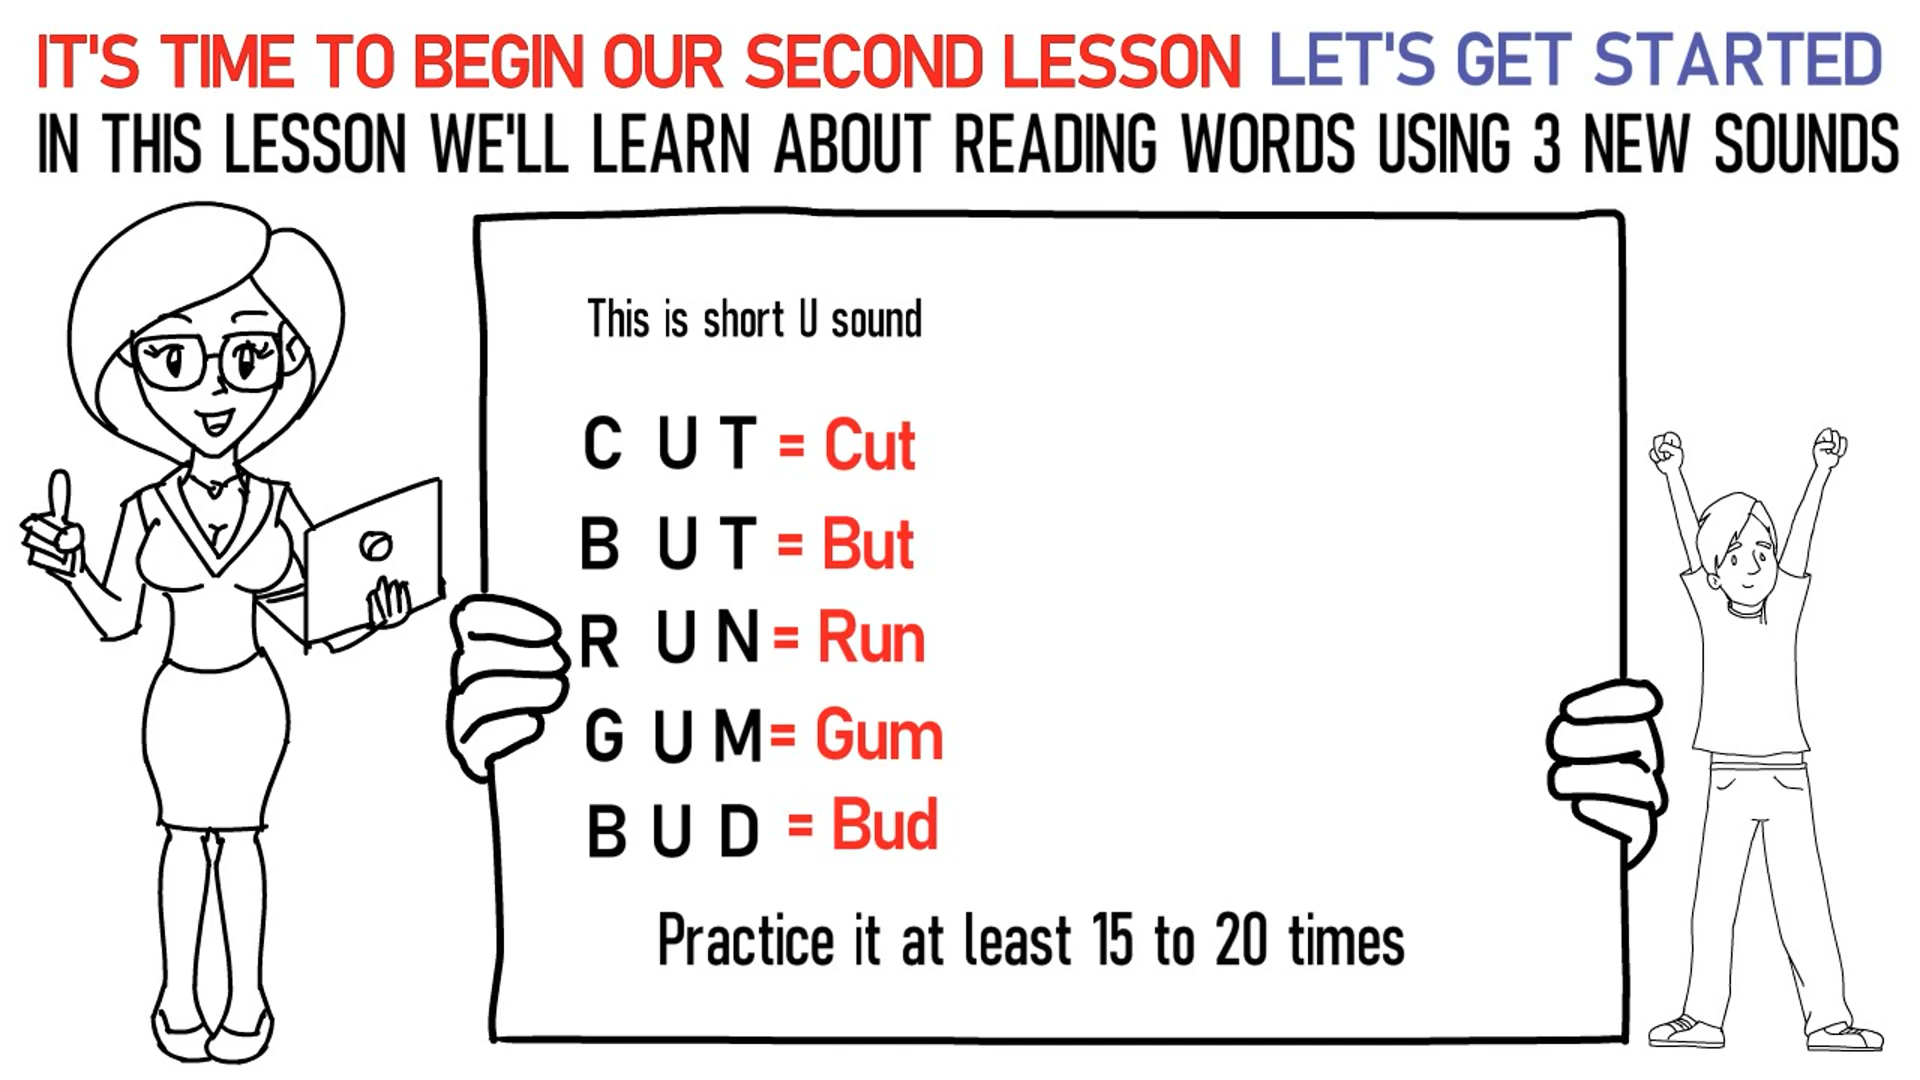 IT'S TIME TO BEGIN OUR SECOND LESSON LET'S GET STARTED
IN THIS LESSON WE'LL LEARN ABOUT READING WORDS USING 3 NEW SOUNDS
This is short U sound
C U T = Cut
B U T = But
R U N = Run
G U M = Gum
B U D = Bud
Practice it at least 15 to 20 times